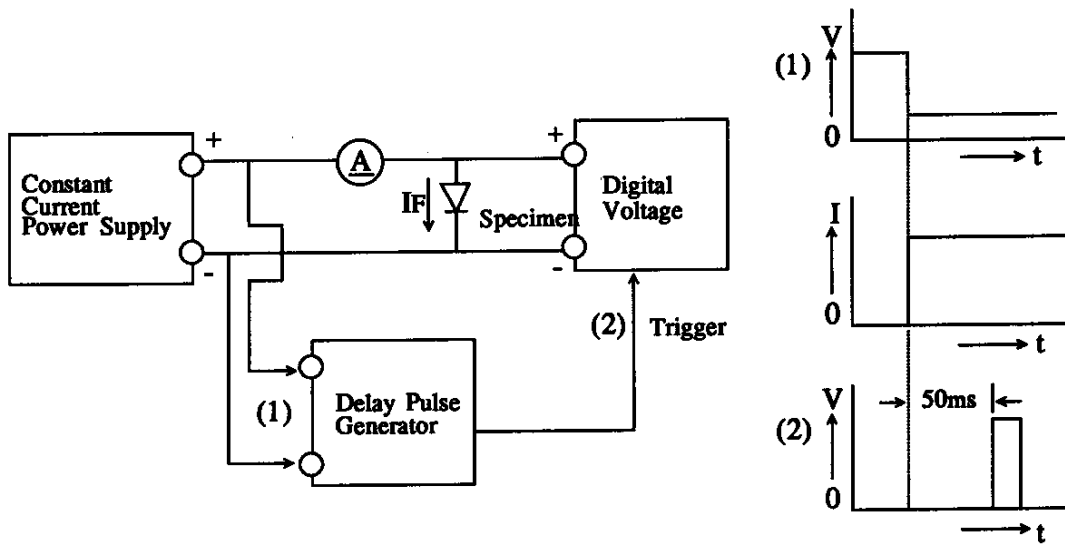 +
A
+
Constant
Current
Power Supply
IF
Specimen
Digital
Voltage
-
-
(2)
Trigger
(1)
Delay Pulse
Generator
V
(1)
0
t
I
0
t
V
50ms
(2)
0
t